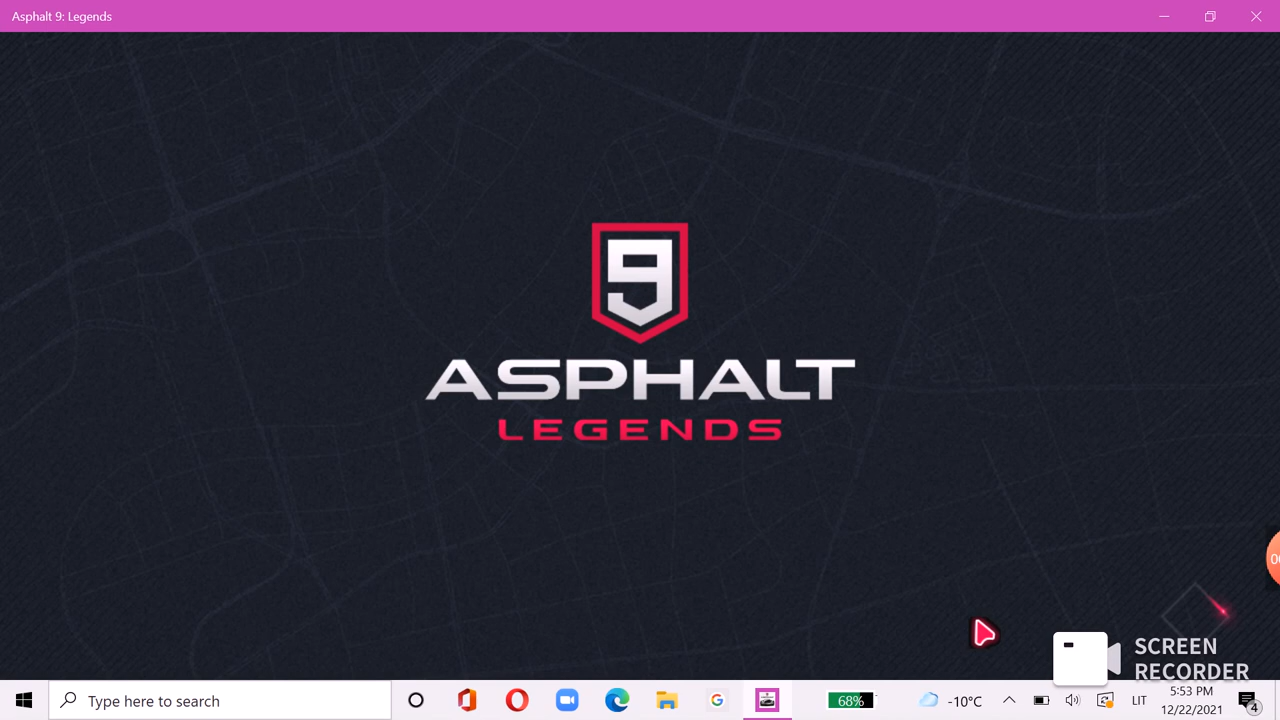 Asphalt 9: Legends
9
ASPHALT
LEGENDS
SCREEN
RECORDER
Type here to search
68%
-10°C
LIT
5:53 PM
12/22/2021
4